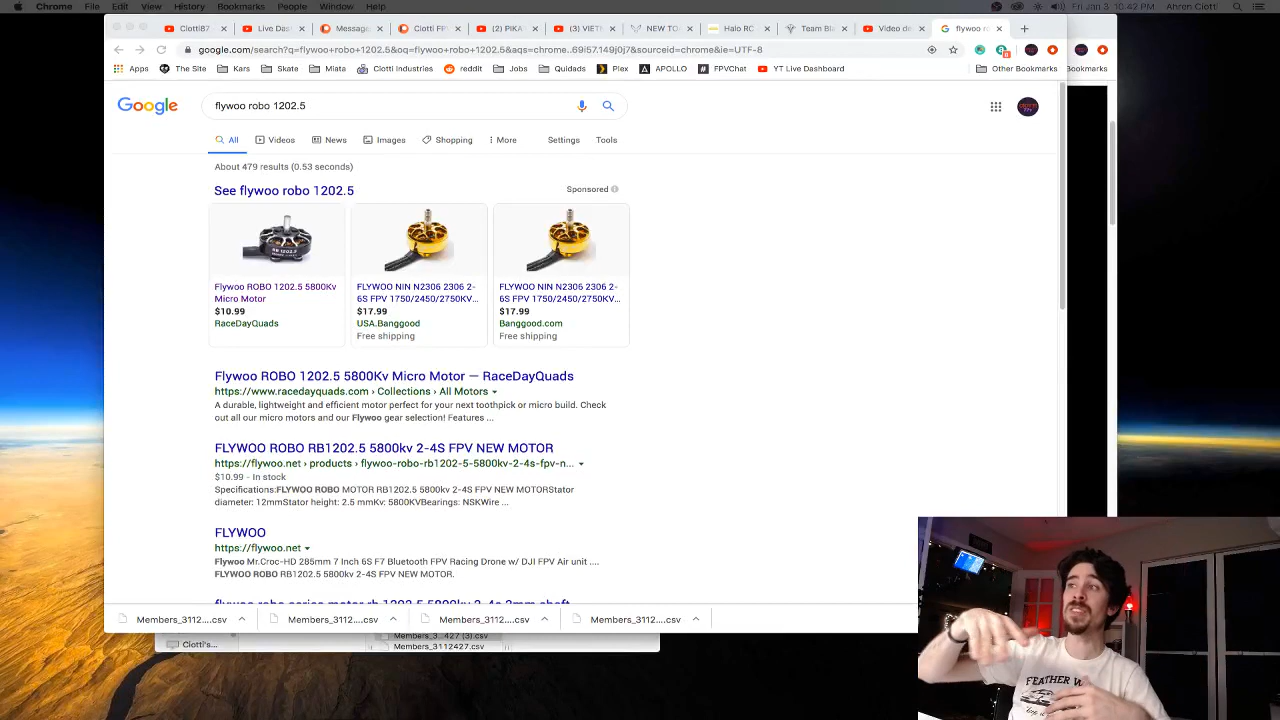 Chrome File Edit View History Bookmarks People Window Help
Fri Jan 3 10:42 PM Ahren Ciotti
Ciotti87 Live Dash Message Ciotti FP (2) PIKA (3) VIETH NEW TO Halo RC Team Bla Video de flywoo ro
google.com/search?q=flywoo+robo+1202.5&oq=flywoo+robo+1202.5&aqs=chrome..69i57.149j0j7&sourceid=chrome&ie=UTF-8
Apps The Site Kars Skate Miata Ciotti Industries reddit Jobs Quidads Plex APOLLO FPVChat YT Live Dashboard Other Bookmarks Bookmarks
Google
flywoo robo 1202.5
All Videos News Images Shopping More Settings Tools
About 479 results (0.53 seconds)
See flywoo robo 1202.5 Sponsored
RB 1202.5
Flywoo ROBO 1202.5 5800Kv
Micro Motor
$10.99
RaceDayQuads
FLYWOO NIN N2306 2306 2-
6S FPV 1750/2450/2750KV...
$17.99
USA.Banggood
Free shipping
FLYWOO NIN N2306 2306 2-
6S FPV 1750/2450/2750KV...
$17.99
Banggood.com
Free shipping
Flywoo ROBO 1202.5 5800Kv Micro Motor — RaceDayQuads
https://www.racedayquads.com › Collections › All Motors
A durable, lightweight and efficient motor perfect for your next toothpick or micro build. Check
out all our micro motors and our Flywoo gear selection! Features ...
FLYWOO ROBO RB1202.5 5800kv 2-4S FPV NEW MOTOR
https://flywoo.net › products › flywoo-robo-rb1202-5-5800kv-2-4s-fpv-n...
$10.99 - In stock
Specifications:FLYWOO ROBO MOTOR RB1202.5 5800kv 2-4S FPV NEW MOTORStator
diameter: 12mmStator height: 2.5 mmKv: 5800KVBearings: NSKWire ...
FLYWOO
https://flywoo.net
Flywoo Mr.Croc-HD 285mm 7 Inch 6S F7 Bluetooth FPV Racing Drone w/ DJI FPV Air unit ....
FLYWOO ROBO RB1202.5 5800kv 2-4S FPV NEW MOTOR.
flywoo robo series motor rb 1202.5 5800kv 2-4s 2mm shaft
Members_3112....csv Members_3112....csv Members_3112....csv Members_3112....csv
Ciotti's...
Members_3...427 (3).csv
Members_3112427.csv
FEATHER